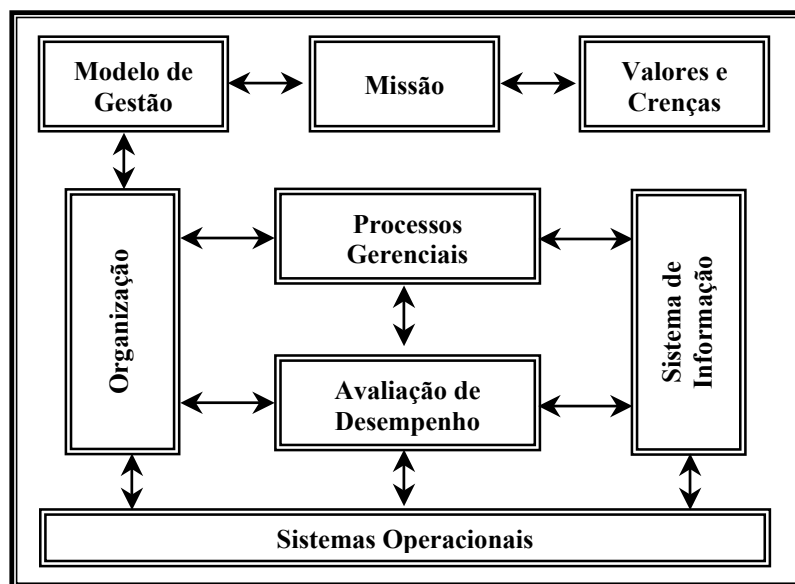 Modelo de
Gestão
Missão
Valores e
Crenças
Organização
Processos
Gerenciais
Sistema de
Informação
Avaliação de
Desempenho
Sistemas Operacionais